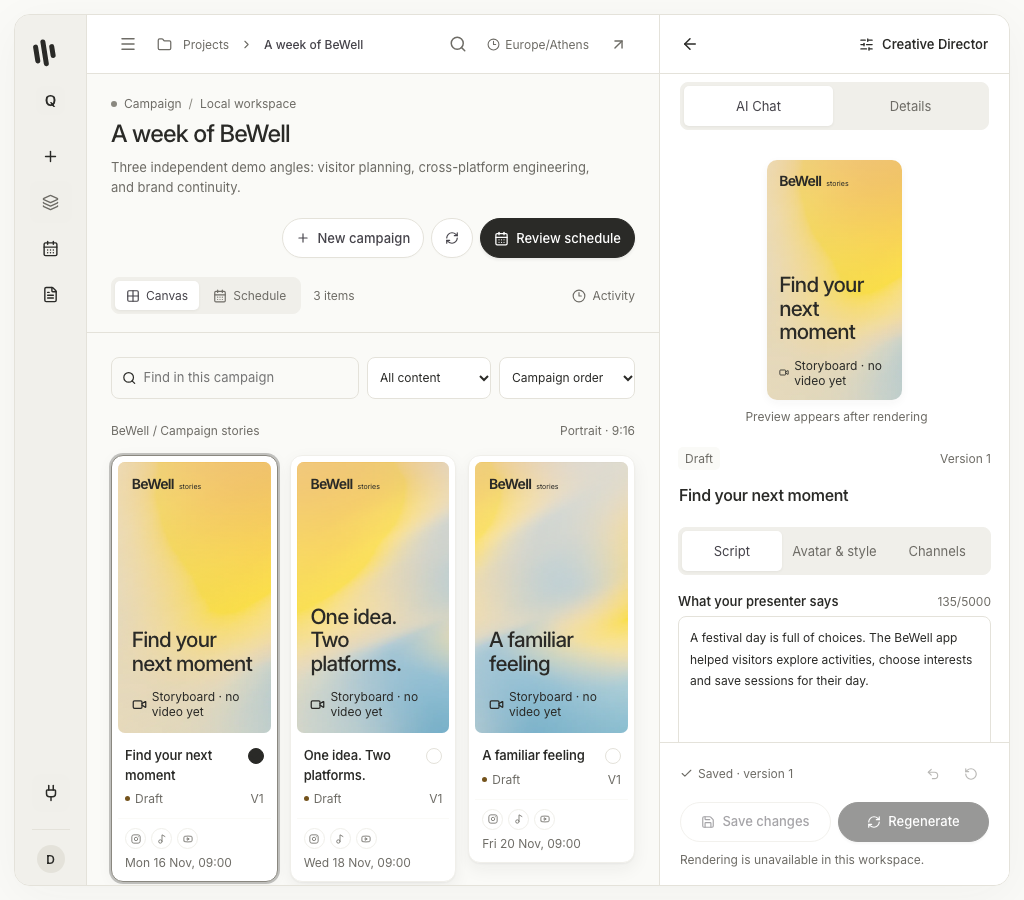 Projects
A week of BeWell
Europe/Athens
Creative Director
Q
D
Campaign / Local workspace
A week of BeWell
Three independent demo angles: visitor planning, cross-platform engineering,
and brand continuity.
New campaign
Review schedule
Canvas
Schedule
3 items
Activity
Find in this campaign
All content
Campaign order
BeWell / Campaign stories
Portrait · 9:16
BeWell stories
Find your
next moment
Storyboard · no
video yet
Find your next
moment
Draft
V1
Mon 16 Nov, 09:00
BeWell stories
One idea.
Two
platforms.
Storyboard · no
video yet
One idea. Two
platforms.
Draft
V1
Wed 18 Nov, 09:00
BeWell stories
A familiar
feeling
Storyboard · no
video yet
A familiar feeling
Draft
V1
Fri 20 Nov, 09:00
AI Chat
Details
BeWell stories
Find your
next
moment
Storyboard · no
video yet
Preview appears after rendering
Draft
Version 1
Find your next moment
Script
Avatar & style
Channels
What your presenter says
135/5000
A festival day is full of choices. The BeWell app
helped visitors explore activities, choose interests
and save sessions for their day.
Saved · version 1
Save changes
Regenerate
Rendering is unavailable in this workspace.